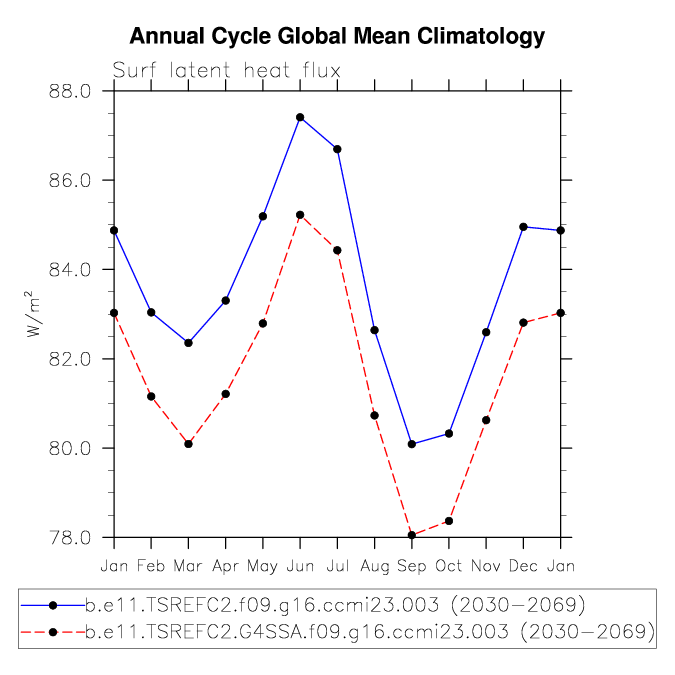 Annual Cycle Global Mean Climatology
Surf latent heat flux
88.0
86.0
84.0
82.0
80.0
78.0
W/m²
Jan Feb Mar Apr May Jun Jul Aug Sep Oct Nov Dec Jan
b.e11.TSREFC2.f09.g16.ccmi23.003 (2030-2069)
b.e11.TSREFC2.G4SSA.f09.g16.ccmi23.003 (2030-2069)